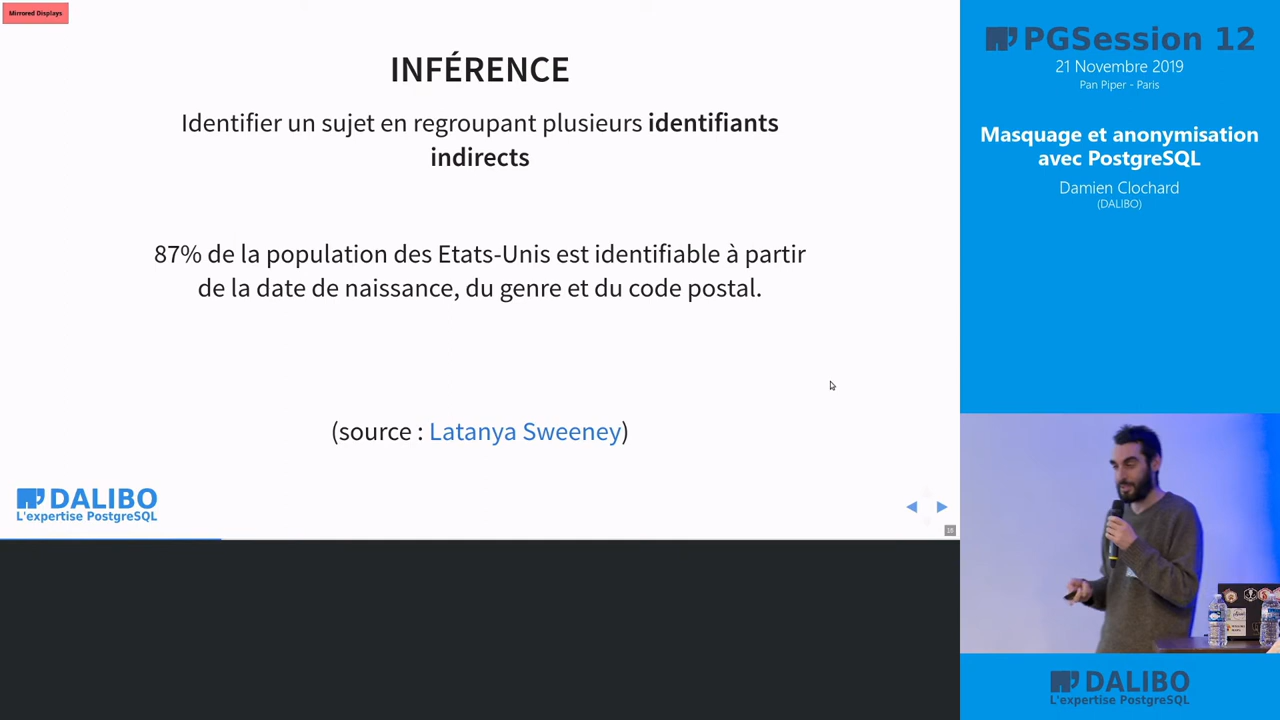 Mirrored Displays
INFÉRENCE
Identifier un sujet en regroupant plusieurs identifiants
indirects
87% de la population des Etats-Unis est identifiable à partir
de la date de naissance, du genre et du code postal.
(source : Latanya Sweeney)
DALIBO
L'expertise PostgreSQL
PGSession 12
21 Novembre 2019
Pan Piper - Paris
Masquage et anonymisation
avec PostgreSQL
Damien Clochard
(DALIBO)
DALIBO
L'expertise PostgreSQL